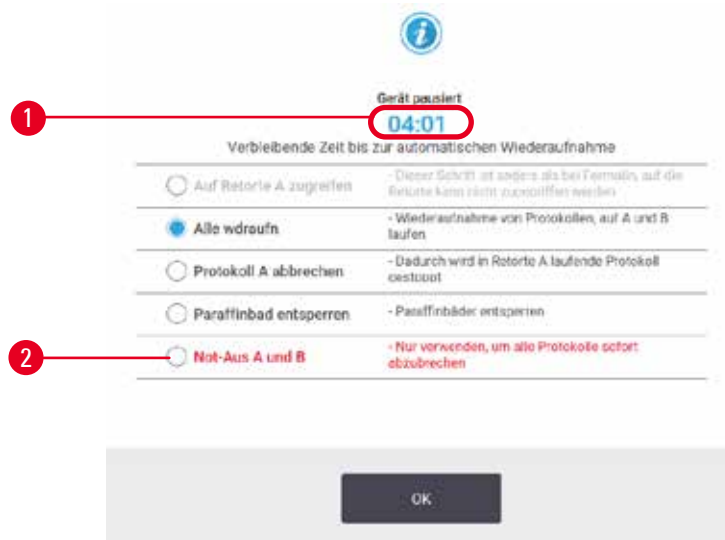 Gerät pausiert
1
04:01
Verbleibende Zeit bis zur automatischen Wiederaufnahme
Auf Retorte A zugreifen
- Dieser Schritt ist anders als bei Formalin, auf die
Retorte kann nicht zugegriffen werden
Alle wdraufn
- Wiederaufnahme von Protokollen, auf A und B
laufen
Protokoll A abbrechen
- Dadurch wird in Retorte A laufende Protokoll
gestoppt
Paraffinbad entsperren
- Paraffinbäder entsperren
2
Not-Aus A und B
- Nur verwenden, um alle Protokolle sofort
abzubrechen
OK